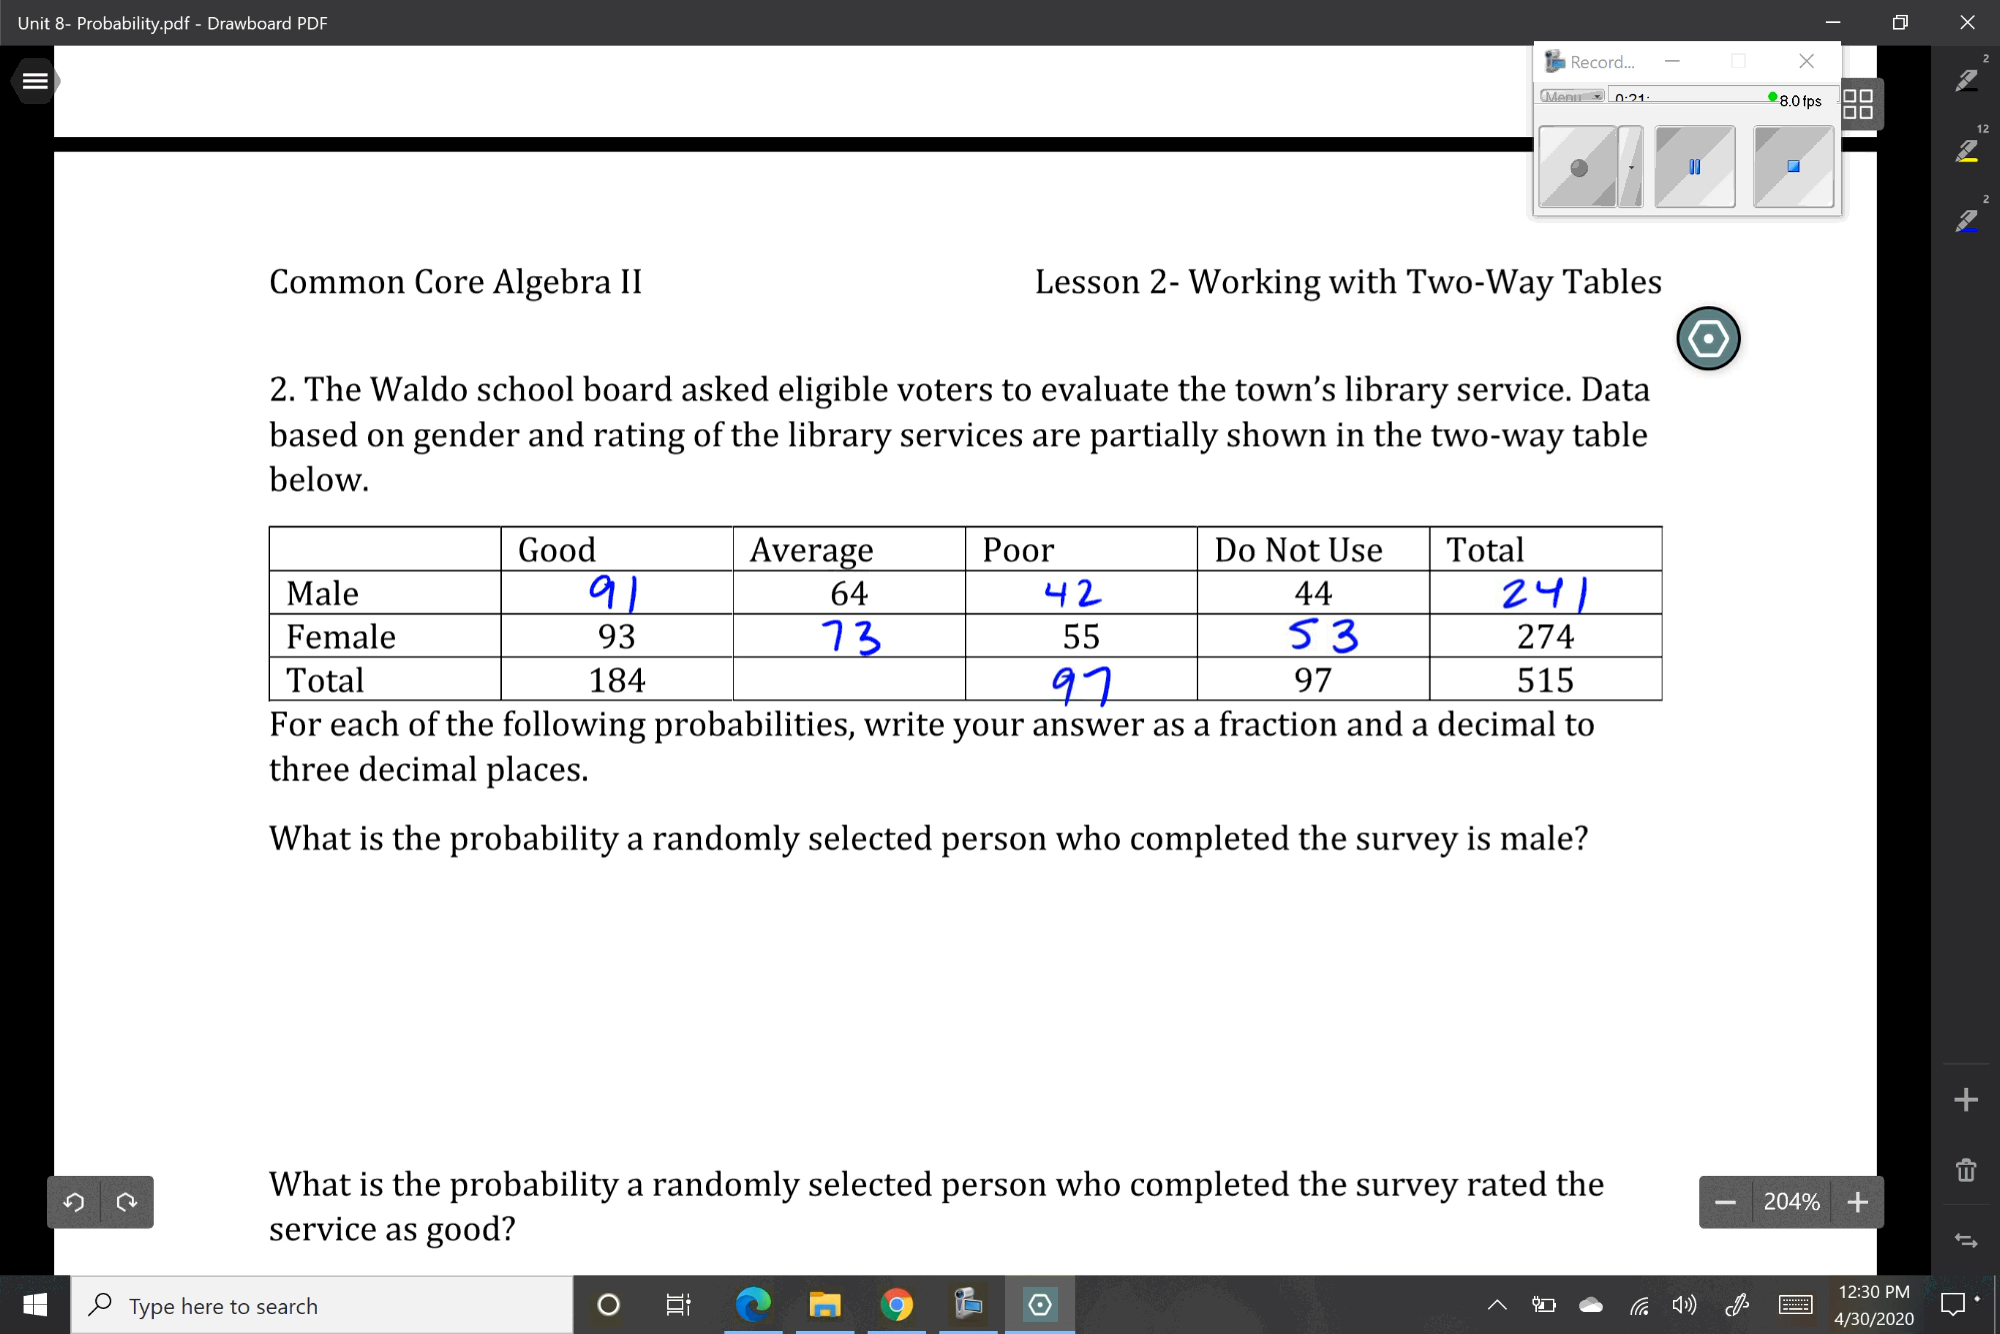 Unit 8- Probability.pdf - Drawboard PDF
Record...
Menu 0:21: 8.0 fps
2
12
2
Common Core Algebra II Lesson 2- Working with Two-Way Tables
2. The Waldo school board asked eligible voters to evaluate the town's library service. Data
based on gender and rating of the library services are partially shown in the two-way table
below.
Good Average Poor Do Not Use Total
Male 91 64 42 44 241
Female 93 73 55 53 274
Total 184 97 97 515
For each of the following probabilities, write your answer as a fraction and a decimal to
three decimal places.
What is the probability a randomly selected person who completed the survey is male?
What is the probability a randomly selected person who completed the survey rated the
service as good?
204%
Type here to search
12:30 PM
4/30/2020